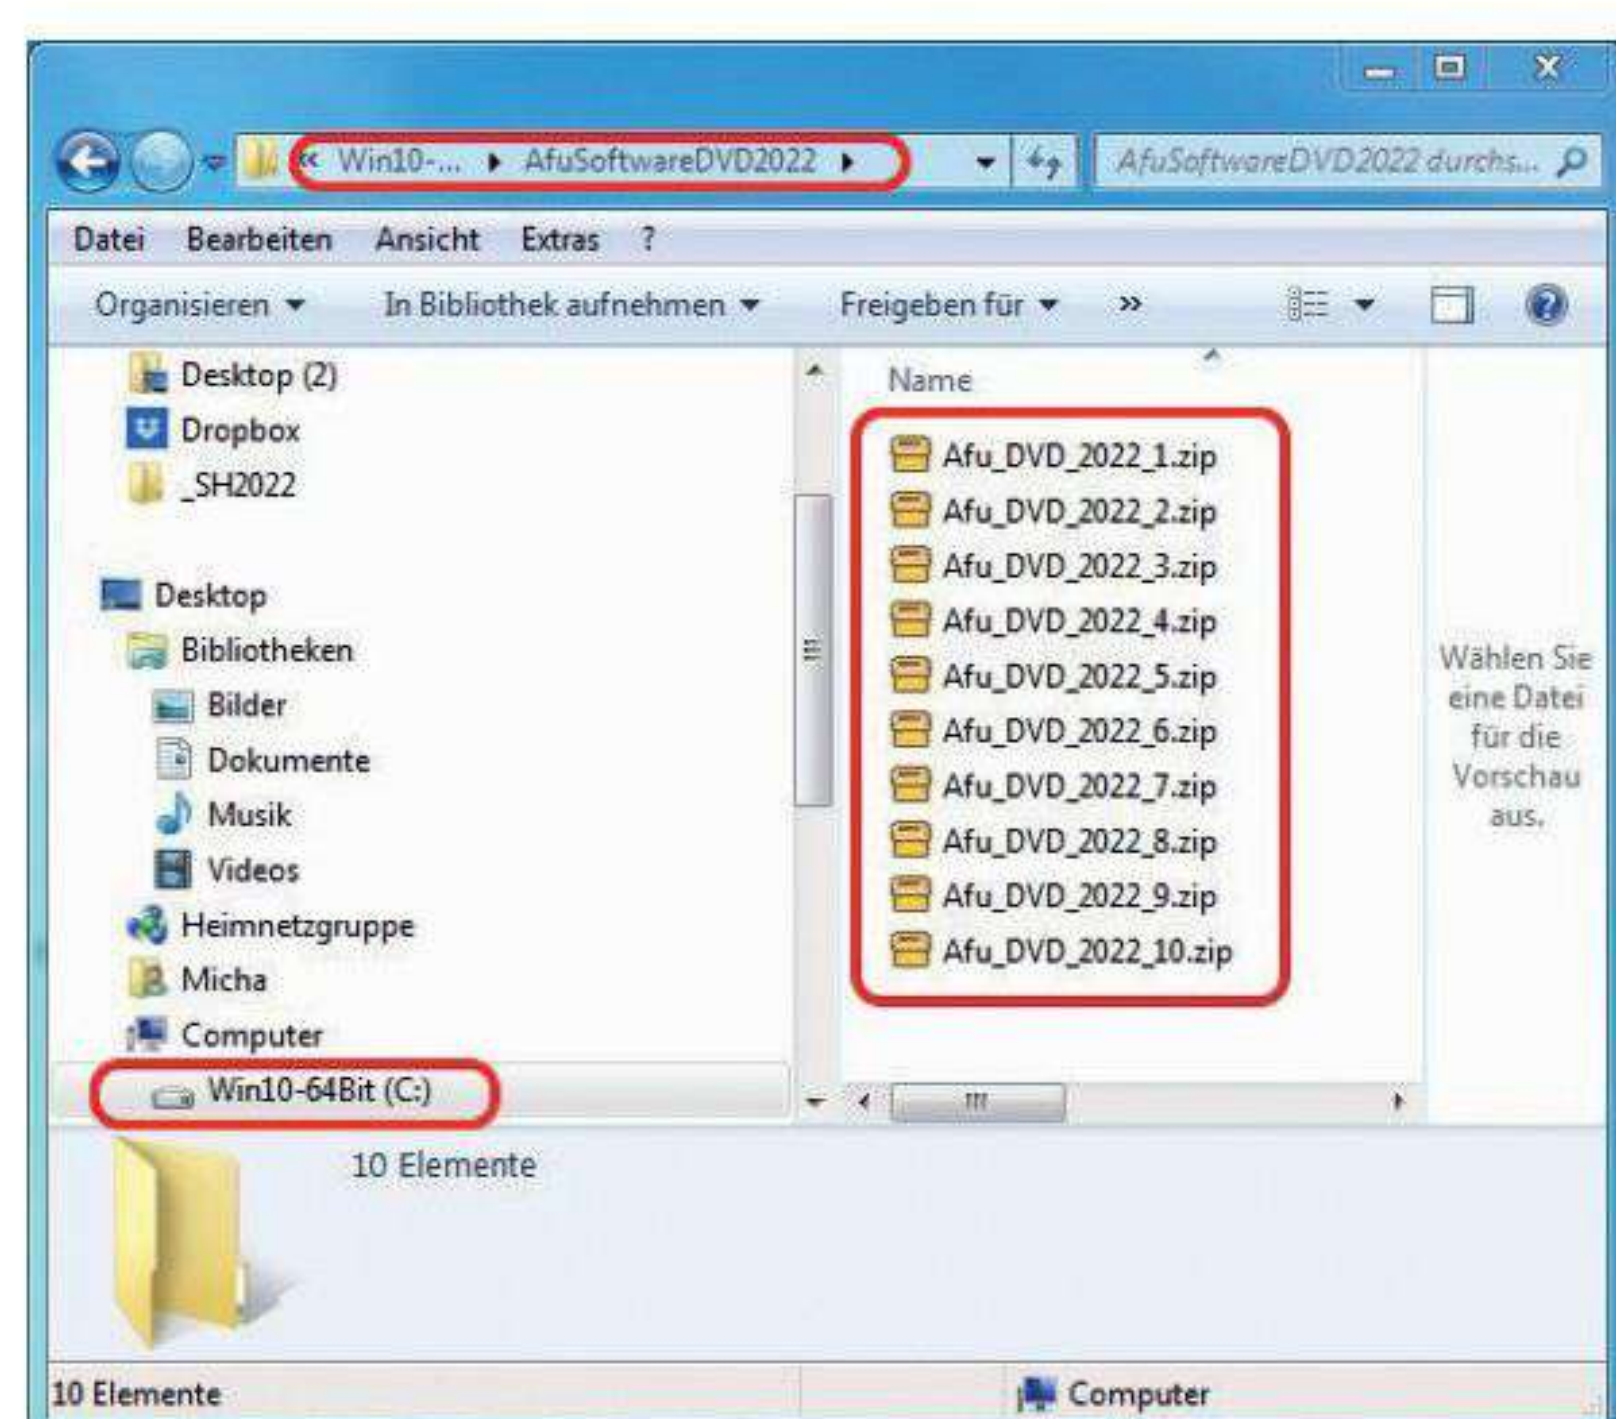 « Win10-... ▸ AfuSoftwareDVD2022 ▸
AfuSoftwareDVD2022 durchs...
Datei Bearbeiten Ansicht Extras ?
Organisieren In Bibliothek aufnehmen Freigeben für »
Desktop (2)
Dropbox
_SH2022
Desktop
Bibliotheken
Bilder
Dokumente
Musik
Videos
Heimnetzgruppe
Micha
Computer
Win10-64Bit (C:)
Name
Afu_DVD_2022_1.zip
Afu_DVD_2022_2.zip
Afu_DVD_2022_3.zip
Afu_DVD_2022_4.zip
Afu_DVD_2022_5.zip
Afu_DVD_2022_6.zip
Afu_DVD_2022_7.zip
Afu_DVD_2022_8.zip
Afu_DVD_2022_9.zip
Afu_DVD_2022_10.zip
Wählen Sie
eine Datei
für die
Vorschau
aus.
10 Elemente
10 Elemente Computer